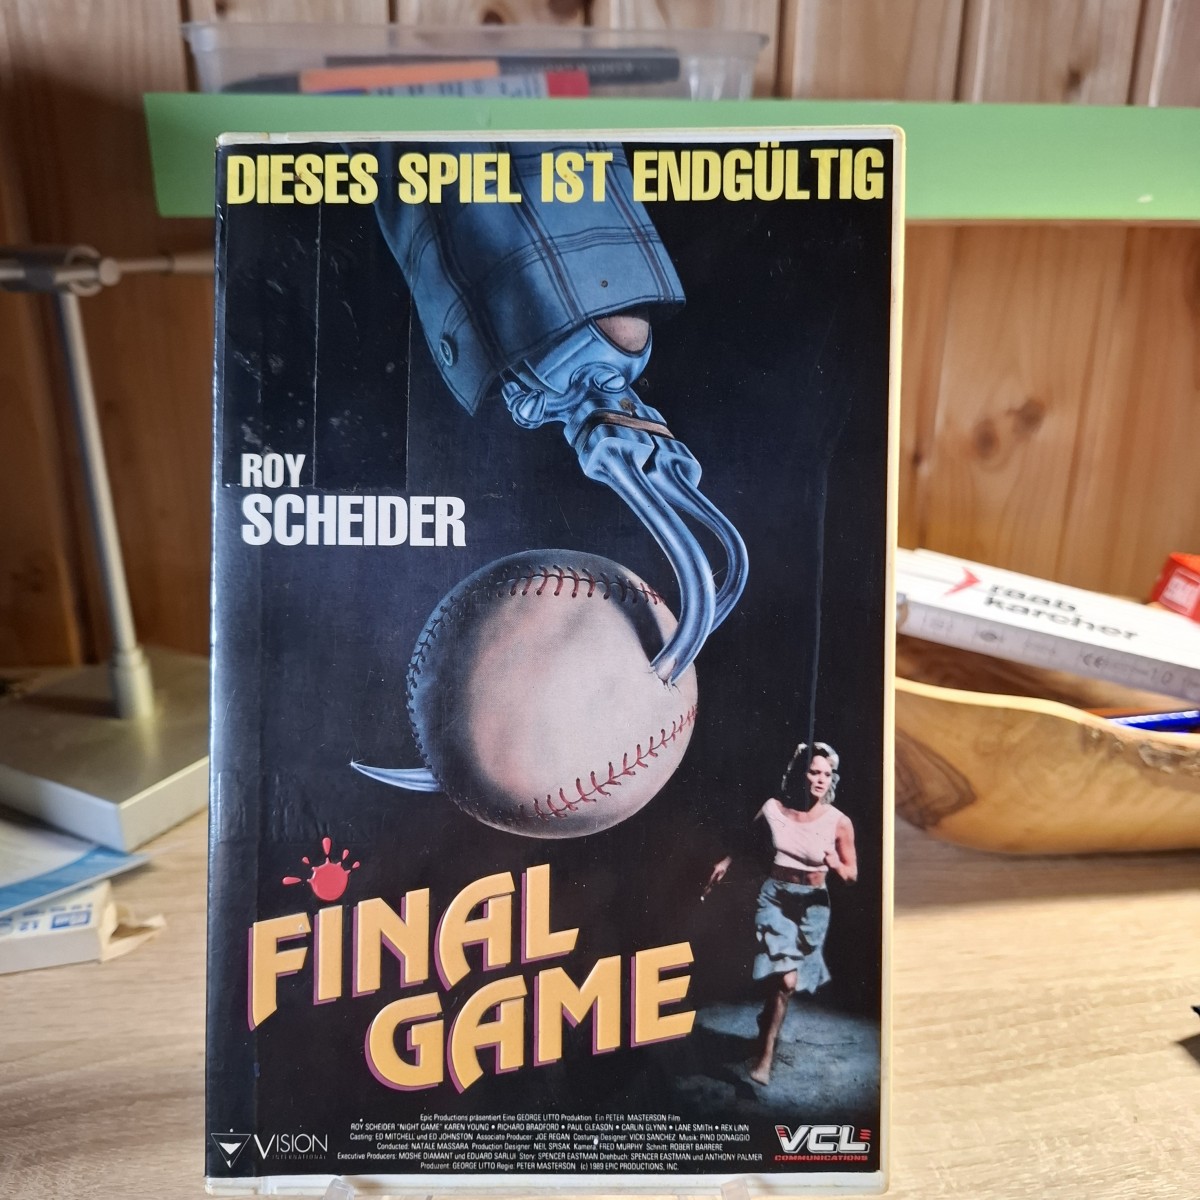 DIESES SPIEL IST ENDGÜLTIG
ROY
SCHEIDER
FINAL
GAME
Epic Productions präsentiert Eine GEORGE LITTO Produktion Ein PETER MASTERSON Film
ROY SCHEIDER "NIGHT GAME" KAREN YOUNG • RICHARD BRADFORD • PAUL GLEASON • CARLIN GLYNN • LANE SMITH • REX LINN
Casting: ED MITCHELL und ED JOHNSTON Associate Producer: JOE REGAN Costume Designer: VICKI SANCHEZ Musik: PINO DONAGGIO
Conducted: NATALE MASSARA Production Designer: NEIL SPISAK Kamera: FRED MURPHY Schnitt: ROBERT BARRERE
Executive Producers: MOSHE DIAMANT und EDUARD SARLUI Story: SPENCER EASTMAN Drehbuch: SPENCER EASTMAN und ANTHONY PALMER
Produzent: GEORGE LITTO Regie: PETER MASTERSON (c) 1989 EPIC PRODUCTIONS, INC.
VISION
INTERNATIONAL
VCL
COMMUNICATIONS
raab
karcher
CE